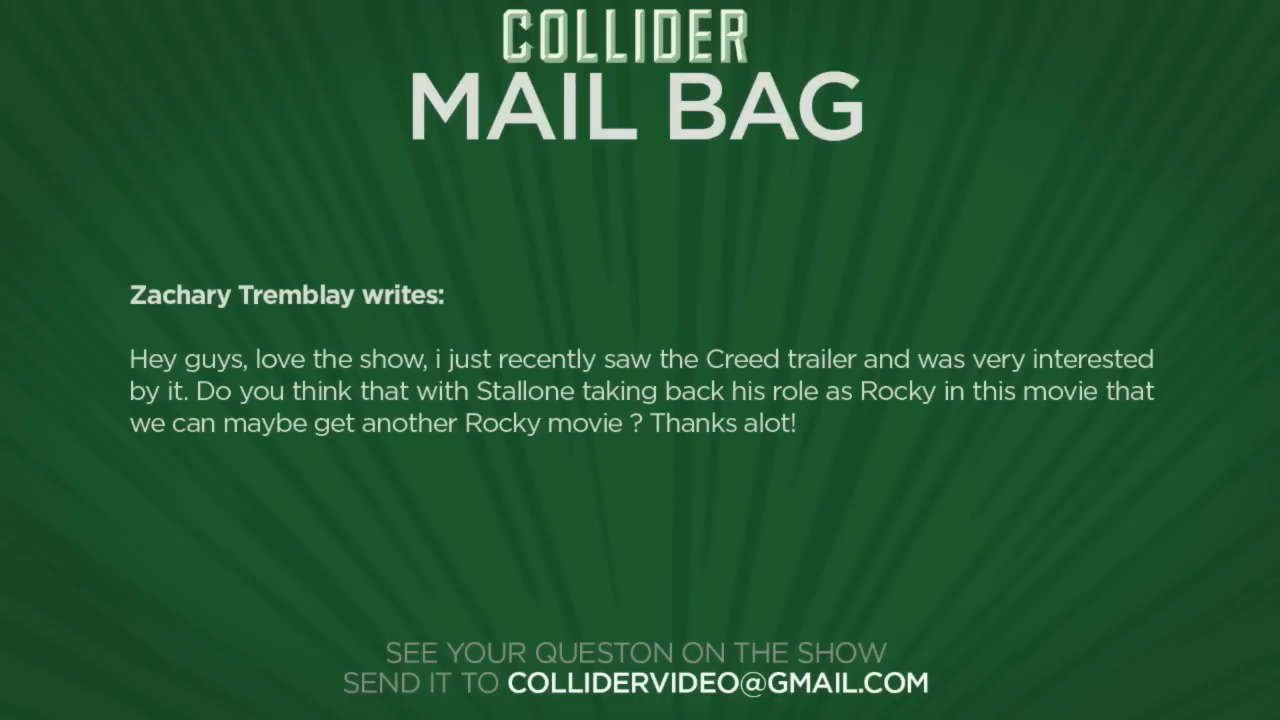 COLLIDER
MAIL BAG
Zachary Tremblay writes:
Hey guys, love the show, i just recently saw the Creed trailer and was very interested
by it. Do you think that with Stallone taking back his role as Rocky in this movie that
we can maybe get another Rocky movie ? Thanks alot!
SEE YOUR QUESTON ON THE SHOW
SEND IT TO COLLIDERVIDEO@GMAIL.COM